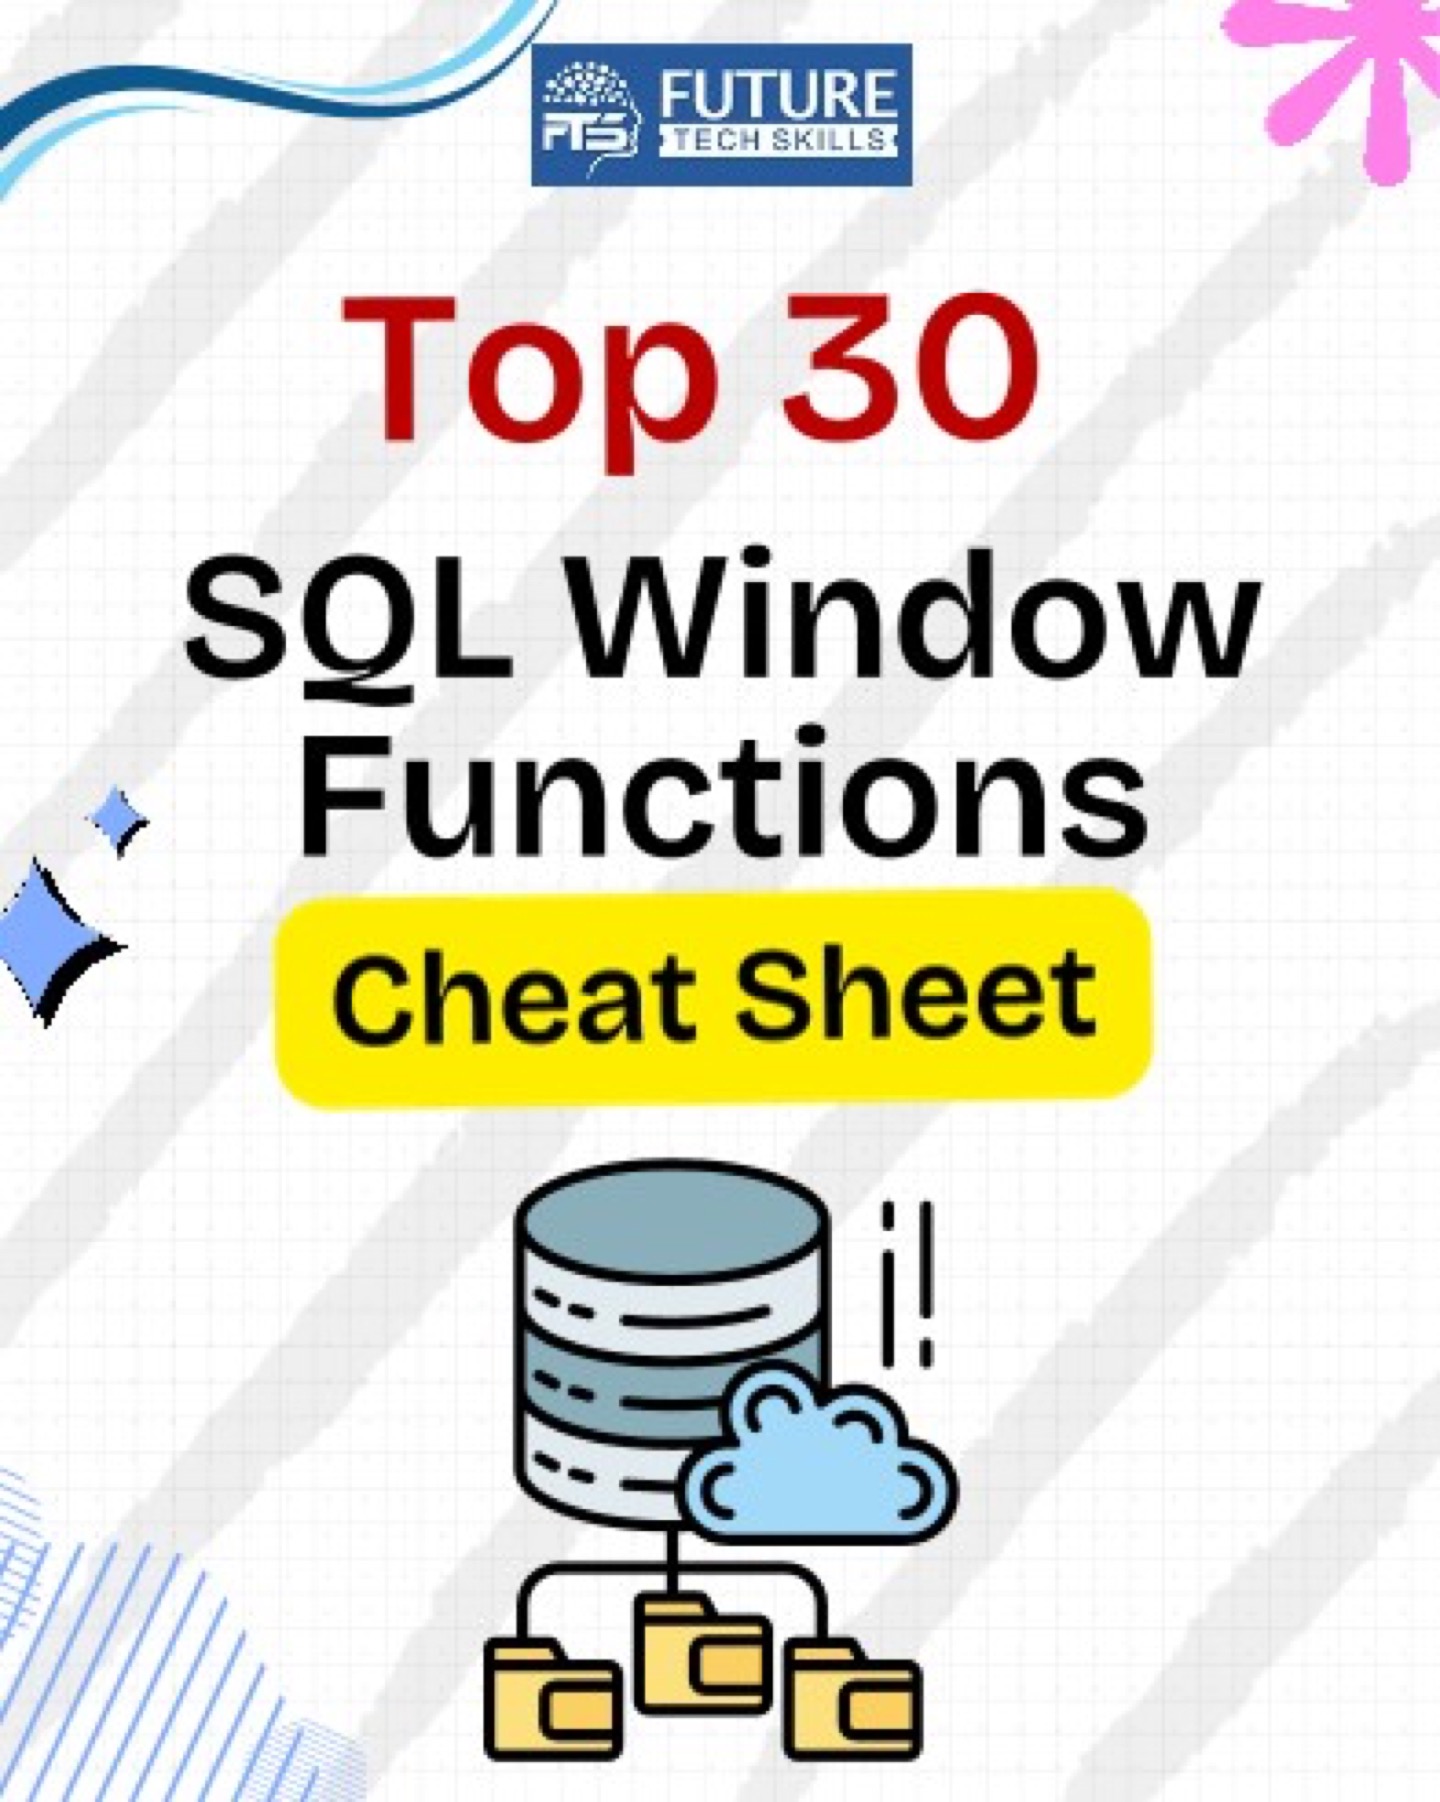 FTS
FUTURE
TECH SKILLS
Top 30
SQL Window
Functions
Cheat Sheet